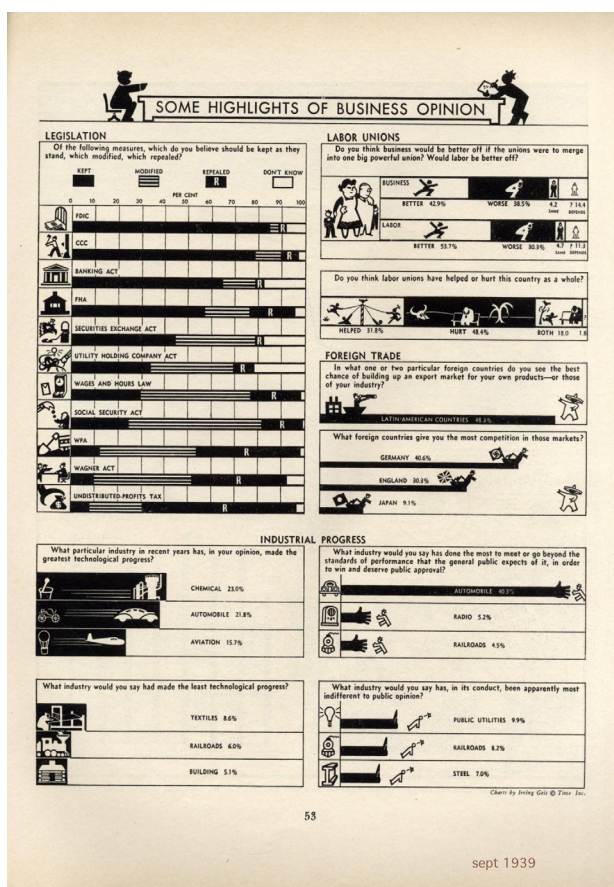 SOME HIGHLIGHTS OF BUSINESS OPINION
LEGISLATION
Of the following measures, which do you believe should be kept as they
stand, which modified, which repealed?
KEPT MODIFIED REPEALED DON'T KNOW
R
PER CENT
0 10 20 30 40 50 60 70 80 90 100
FDIC
R
CCC
R
BANKING ACT
R
FHA
R
SECURITIES EXCHANGE ACT
R
UTILITY HOLDING COMPANY ACT
R
WAGES AND HOURS LAW
R
SOCIAL SECURITY ACT
R
WPA
R
WAGNER ACT
R
UNDISTRIBUTED-PROFITS TAX
R
LABOR UNIONS
Do you think business would be better off if the unions were to merge
into one big powerful union? Would labor be better off?
BUSINESS
BETTER 42.9% WORSE 38.5% 4.2 ? 14.4
SAME DEPENDS
LABOR
BETTER 53.7% WORSE 30.3% 4.7 ? 11.3
SAME DEPENDS
Do you think labor unions have helped or hurt this country as a whole?
HELPED 31.8% HURT 48.4% BOTH 18.0 1.8
FOREIGN TRADE
In what one or two particular foreign countries do you see the best
chance of building up an export market for your own products—or those
of your industry?
LATIN-AMERICAN COUNTRIES
What foreign countries give you the most competition in those markets?
GERMANY 40.6%
ENGLAND 30.3%
JAPAN 9.1%
INDUSTRIAL PROGRESS
What particular industry in recent years has, in your opinion, made the
greatest technological progress?
CHEMICAL 23.0%
AUTOMOBILE 21.8%
AVIATION 15.7%
What industry would you say has done the most to meet or go beyond the
standards of performance that the general public expects of it, in order
to win and deserve public approval?
AUTOMOBILE 40.3%
RADIO 5.2%
RAILROADS 4.5%
What industry would you say had made the least technological progress?
TEXTILES 8.6%
RAILROADS 6.0%
BUILDING 5.1%
What industry would you say has, in its conduct, been apparently most
indifferent to public opinion?
PUBLIC UTILITIES 9.9%
RAILROADS 8.2%
STEEL 7.0%
Charts by Irving Geis © Time Inc.
53
sept 1939